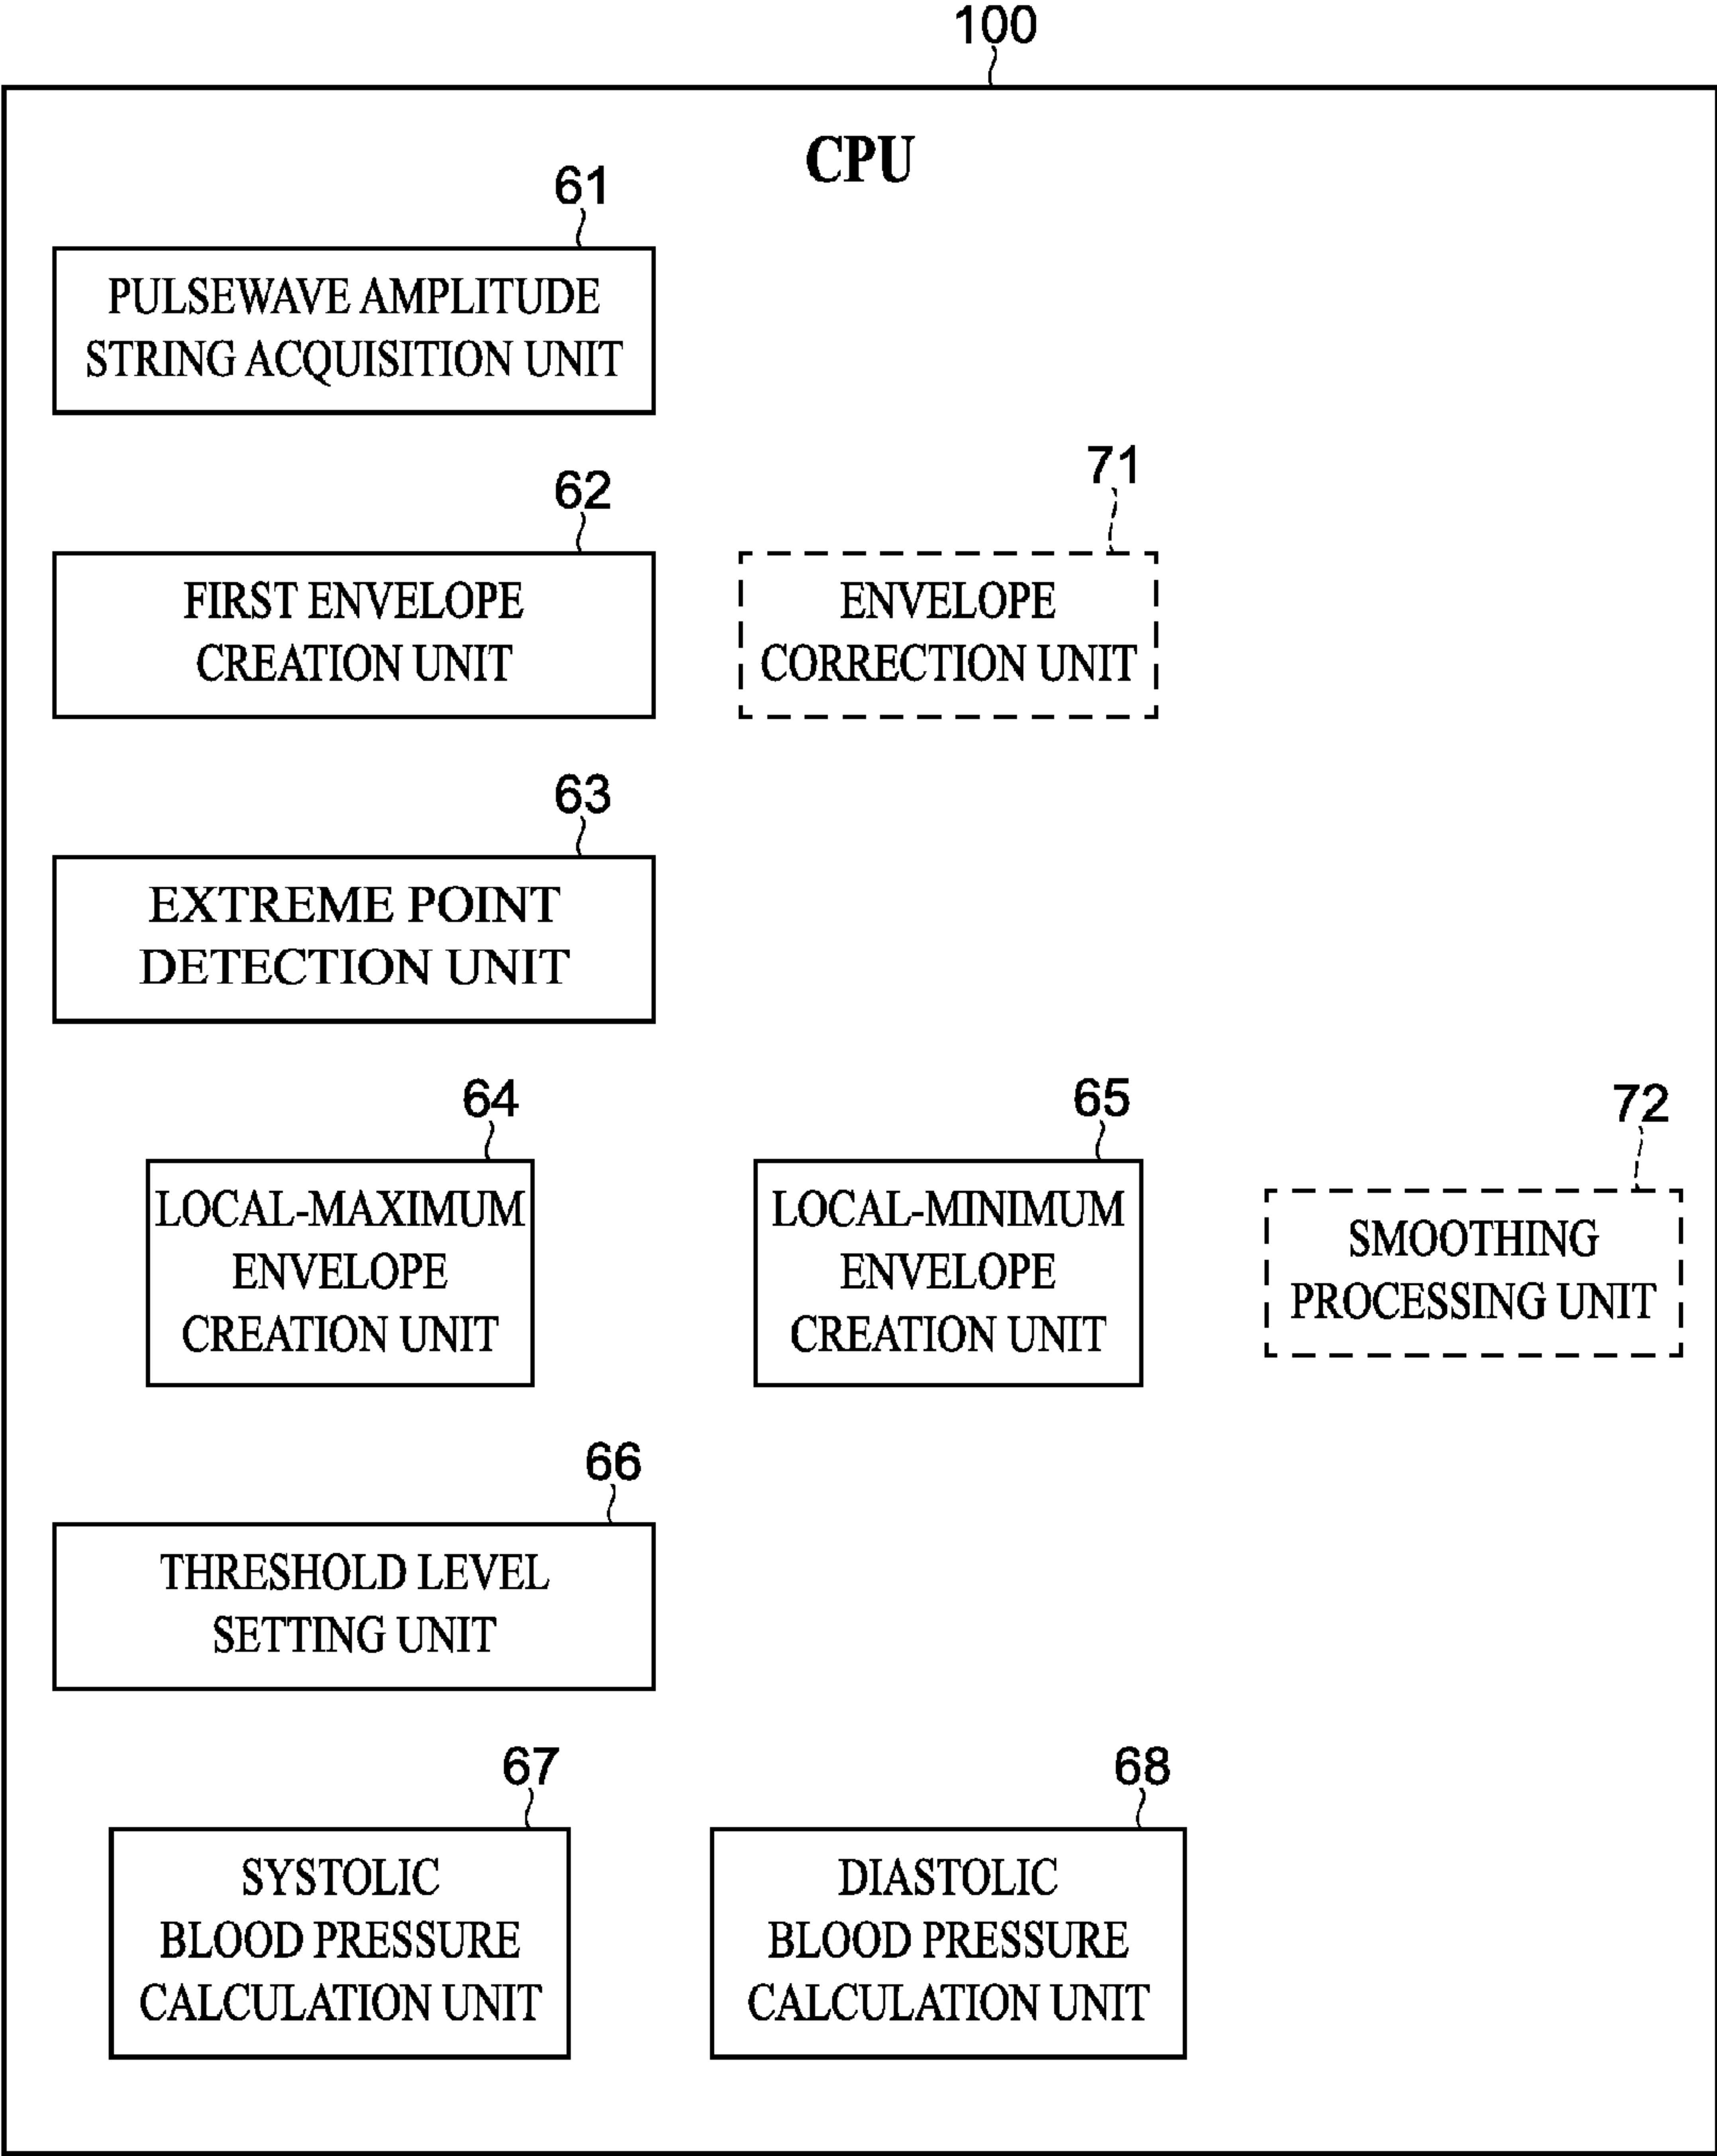 100
CPU
61
PULSEWAVE AMPLITUDE
STRING ACQUISITION UNIT
62
FIRST ENVELOPE
CREATION UNIT
71
ENVELOPE
CORRECTION UNIT
63
EXTREME POINT
DETECTION UNIT
64
LOCAL-MAXIMUM
ENVELOPE
CREATION UNIT
65
LOCAL-MINIMUM
ENVELOPE
CREATION UNIT
72
SMOOTHING
PROCESSING UNIT
66
THRESHOLD LEVEL
SETTING UNIT
67
SYSTOLIC
BLOOD PRESSURE
CALCULATION UNIT
68
DIASTOLIC
BLOOD PRESSURE
CALCULATION UNIT